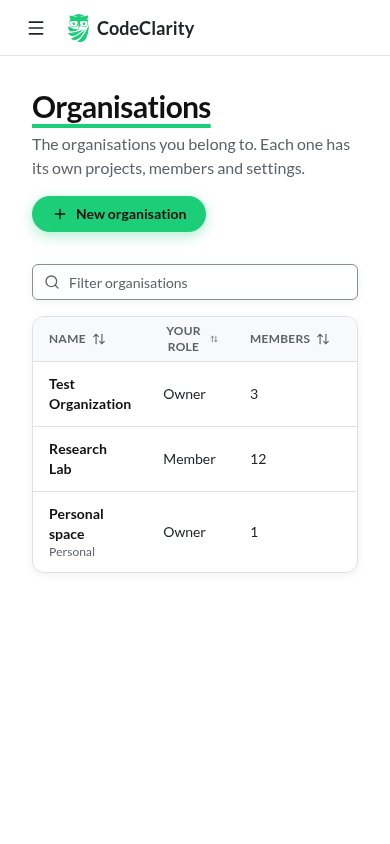 CodeClarity
Organisations
The organisations you belong to. Each one has
its own projects, members and settings.
New organisation
Filter organisations
NAME
YOUR
ROLE
MEMBERS
Test
Organization
Owner
3
Research
Lab
Member
12
Personal
space
Personal
Owner
1